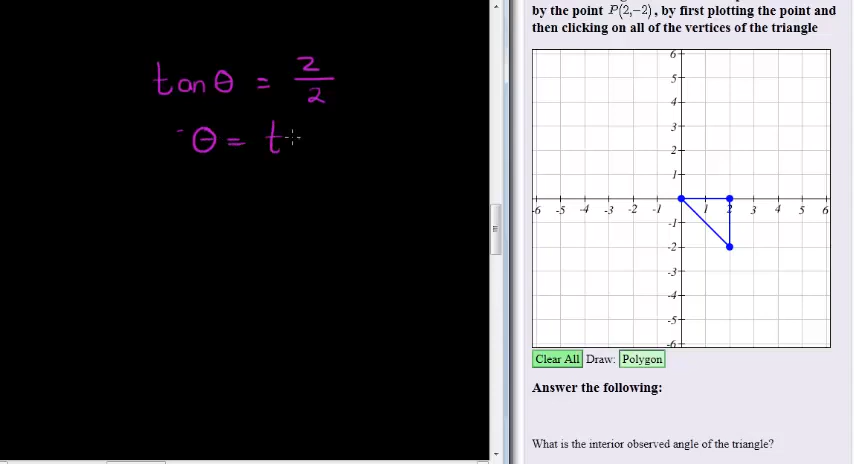 by the point P(2,−2), by first plotting the point and
then clicking on all of the vertices of the triangle
tanθ = 2/2
θ = t
6
5
4
3
2
1
-6 -5 -4 -3 -2 -1 1 2 3 4 5 6
-1
-2
-3
-4
-5
-6
Clear All Draw: Polygon
Answer the following:
What is the interior observed angle of the triangle?